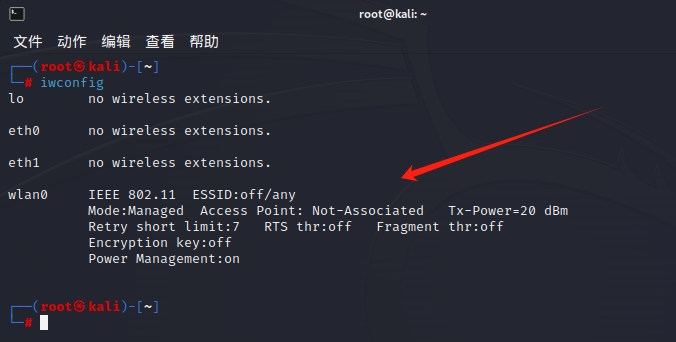 root@kali: ~
文件 动作 编辑 查看 帮助
┌──(root㉿kali)-[~]
└─# iwconfig
lo        no wireless extensions.
eth0      no wireless extensions.
eth1      no wireless extensions.
wlan0     IEEE 802.11  ESSID:off/any
          Mode:Managed  Access Point: Not-Associated   Tx-Power=20 dBm
          Retry short limit:7   RTS thr:off   Fragment thr:off
          Encryption key:off
          Power Management:on
┌──(root㉿kali)-[~]
└─#